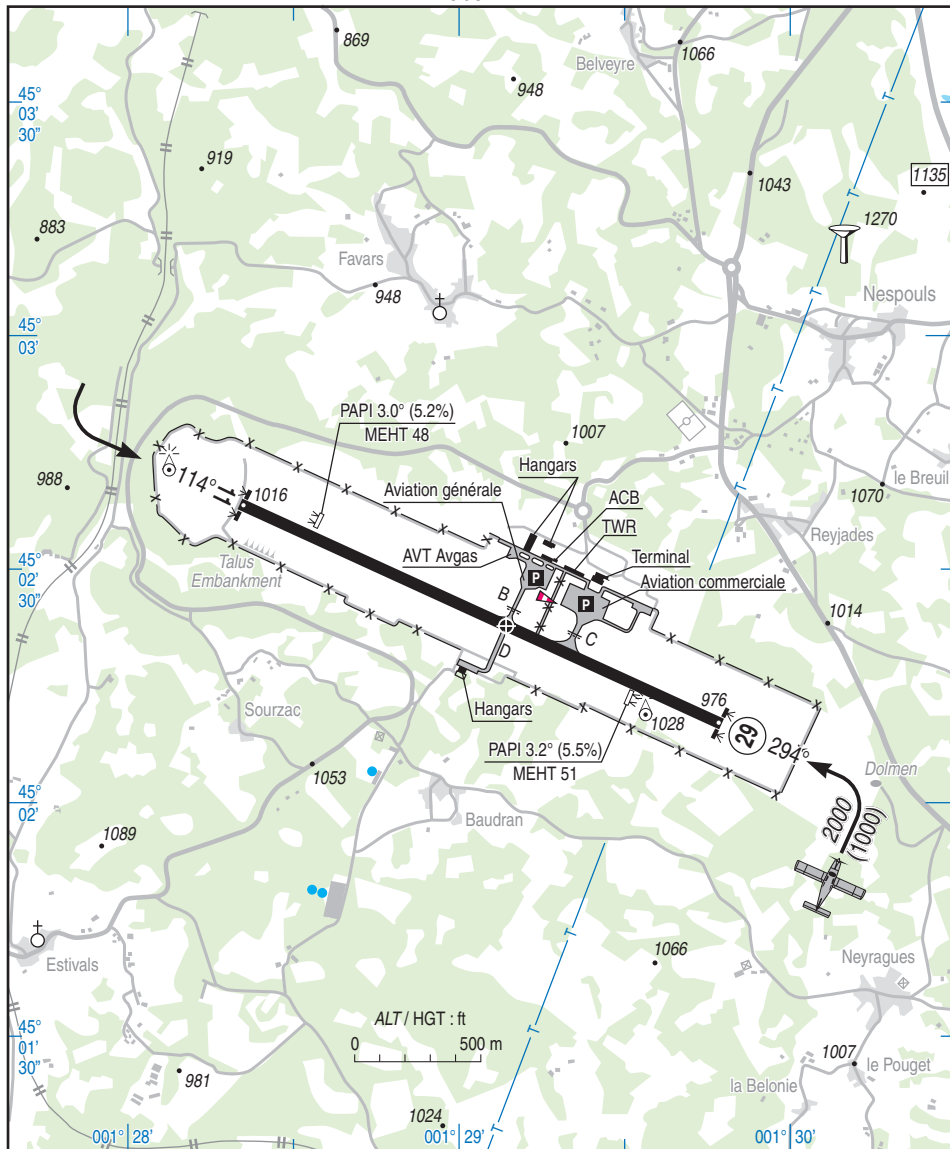 869
1066
Belveyre
948
45°
03'
30"
919
1043
1135
883
1270
Favars
948
Nespouls
45°
03'
PAPI 3.0° (5.2%)
MEHT 48
1007
Hangars
988
114°
1016
Aviation générale
ACB
le Breuil
1070
TWR
Reyjades
AVT Avgas
Terminal
Talus
Embankment
Aviation commerciale
P
P
45°
02'
30"
B
1014
C
D
Sourzac
Hangars
976
1028
29
294°
PAPI 3.2° (5.5%)
MEHT 51
1053
Dolmen
45°
02'
2000
(1000)
Baudran
1089
T
T
T
T
T
T
Estivals
1066
Neyragues
ALT / HGT : ft
0
500 m
45°
01'
30"
981
1007
le Pouget
la Belonie
1024
001° 28'
001° 29'
001° 30'